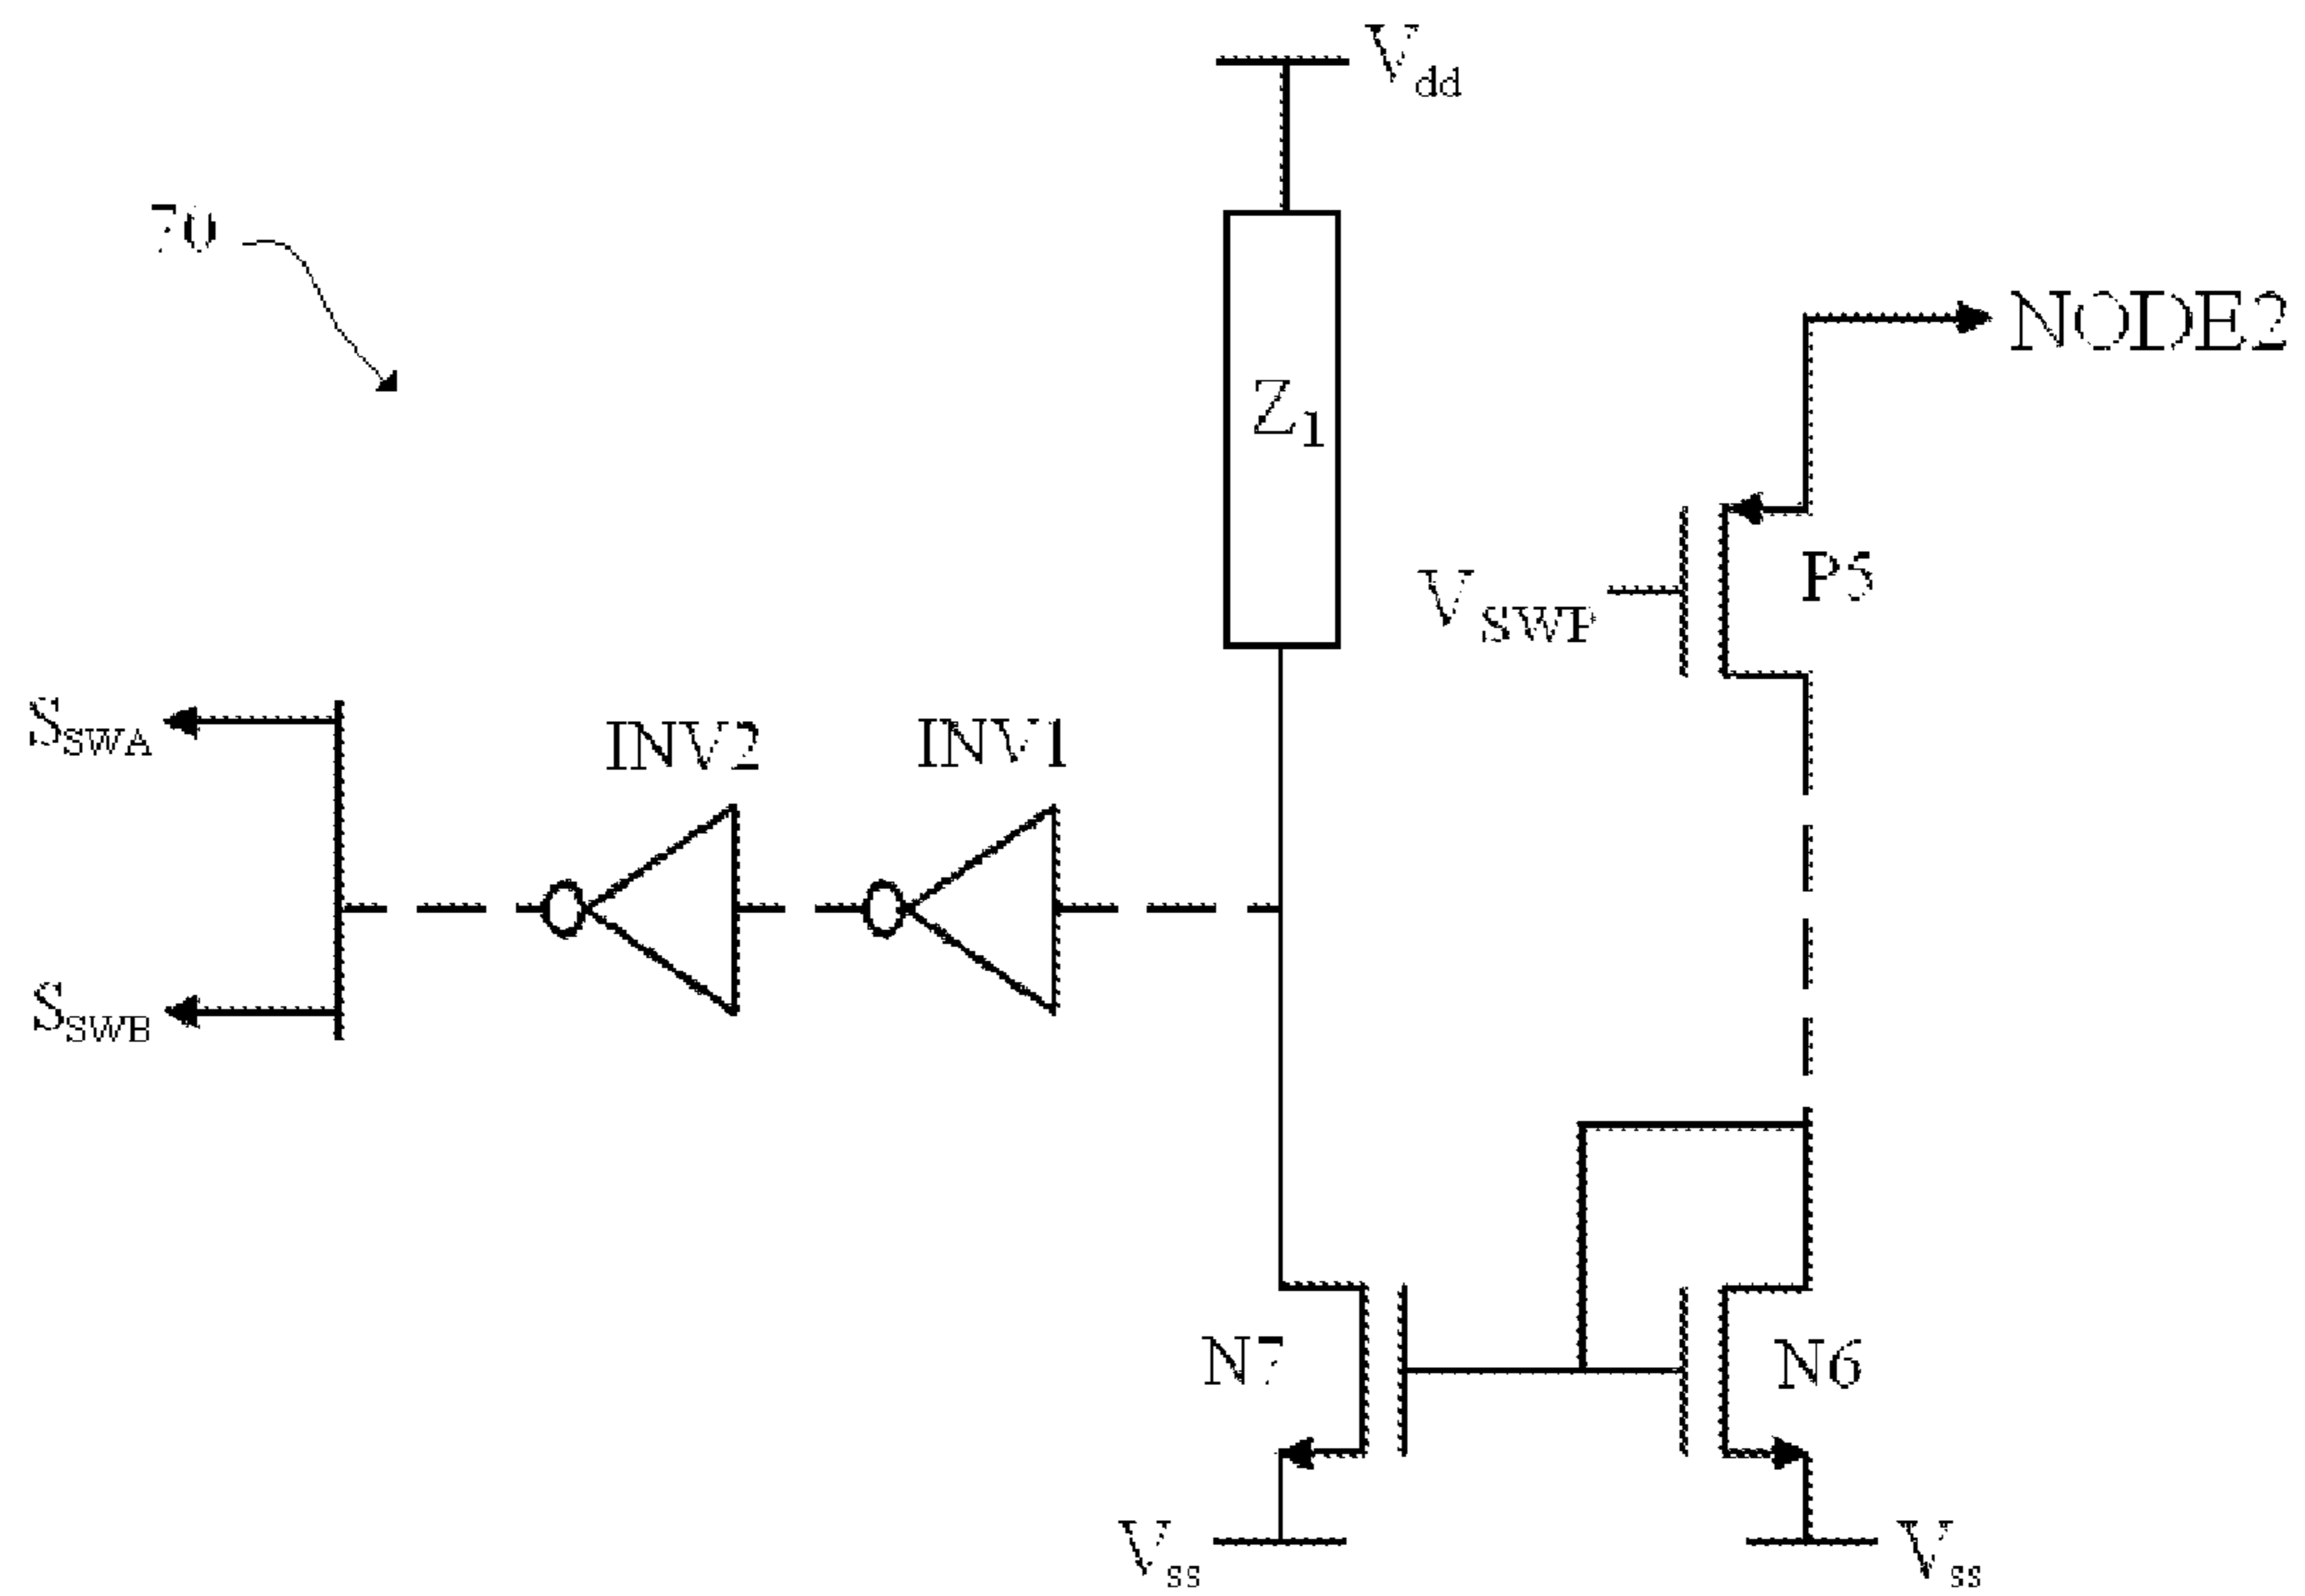 Vdd
70
NODE2
Z1
P5
VSWP
SSWA
INV2
INV1
SSWB
N7
N6
Vss
Vss